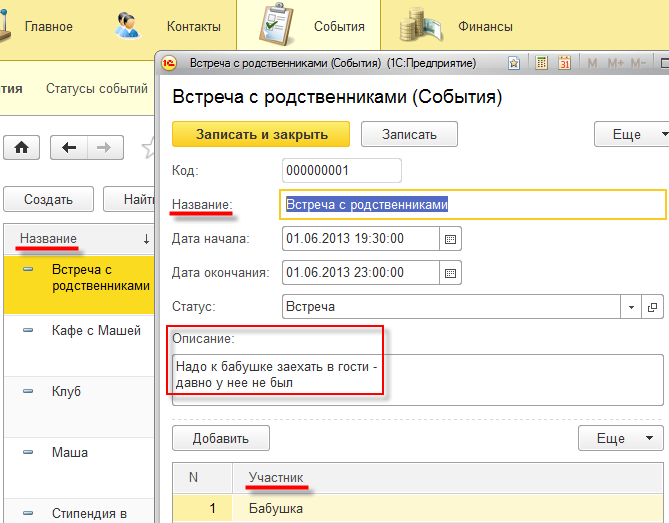 Главное
Контакты
События
Финансы
тия
Статусы событий
Встреча с родственниками (События) (1С:Предприятие)
31
M M+ M-
Встреча с родственниками (События)
Записать и закрыть
Записать
Еще
Код:
000000001
Создать
Найти
Название:
Встреча с родственниками
Название
Дата начала:
01.06.2013 19:30:00
Встреча с
родственниками
Дата окончания:
01.06.2013 23:00:00
Статус:
Встреча
Кафе с Машей
Описание:
Надо к бабушке заехать в гости -
давно у нее не был
Клуб
Добавить
Еще
Маша
N
Участник
Стипендия в
1
Бабушка